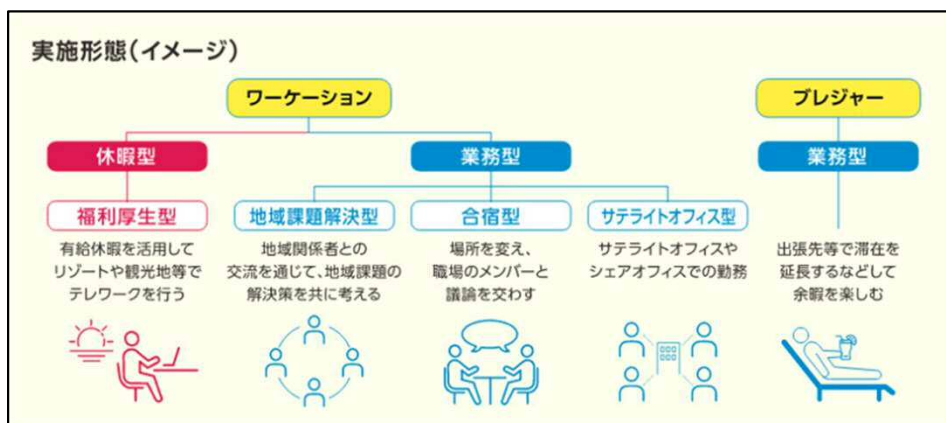 実施形態（イメージ）
ワーケーション
ブレジャー
休暇型
業務型
業務型
福利厚生型
地域課題解決型
合宿型
サテライトオフィス型
有給休暇を活用して
リゾートや観光地等で
テレワークを行う
地域関係者との
交流を通じて、地域課題の
解決策を共に考える
場所を変え、
職場のメンバーと
議論を交わす
サテライトオフィスや
シェアオフィスでの勤務
出張先等で滞在を
延長するなどして
余暇を楽しむ